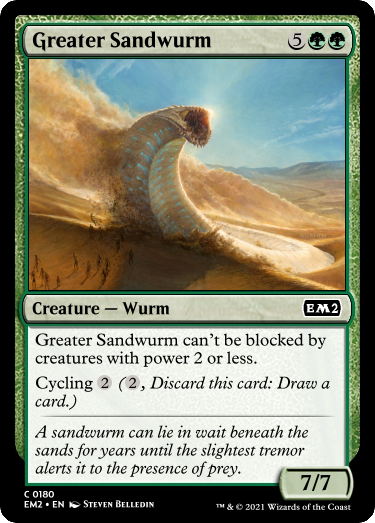 Greater Sandwurm 5
Creature — Wurm EM2
Greater Sandwurm can't be blocked by
creatures with power 2 or less.
Cycling 2 (2, Discard this card: Draw a
card.)
A sandwurm can lie in wait beneath the
sands for years until the slightest tremor
alerts it to the presence of prey.
7/7
C 0180
EM2 • EN Steven Belledin
™ & © 2021 Wizards of the Coast